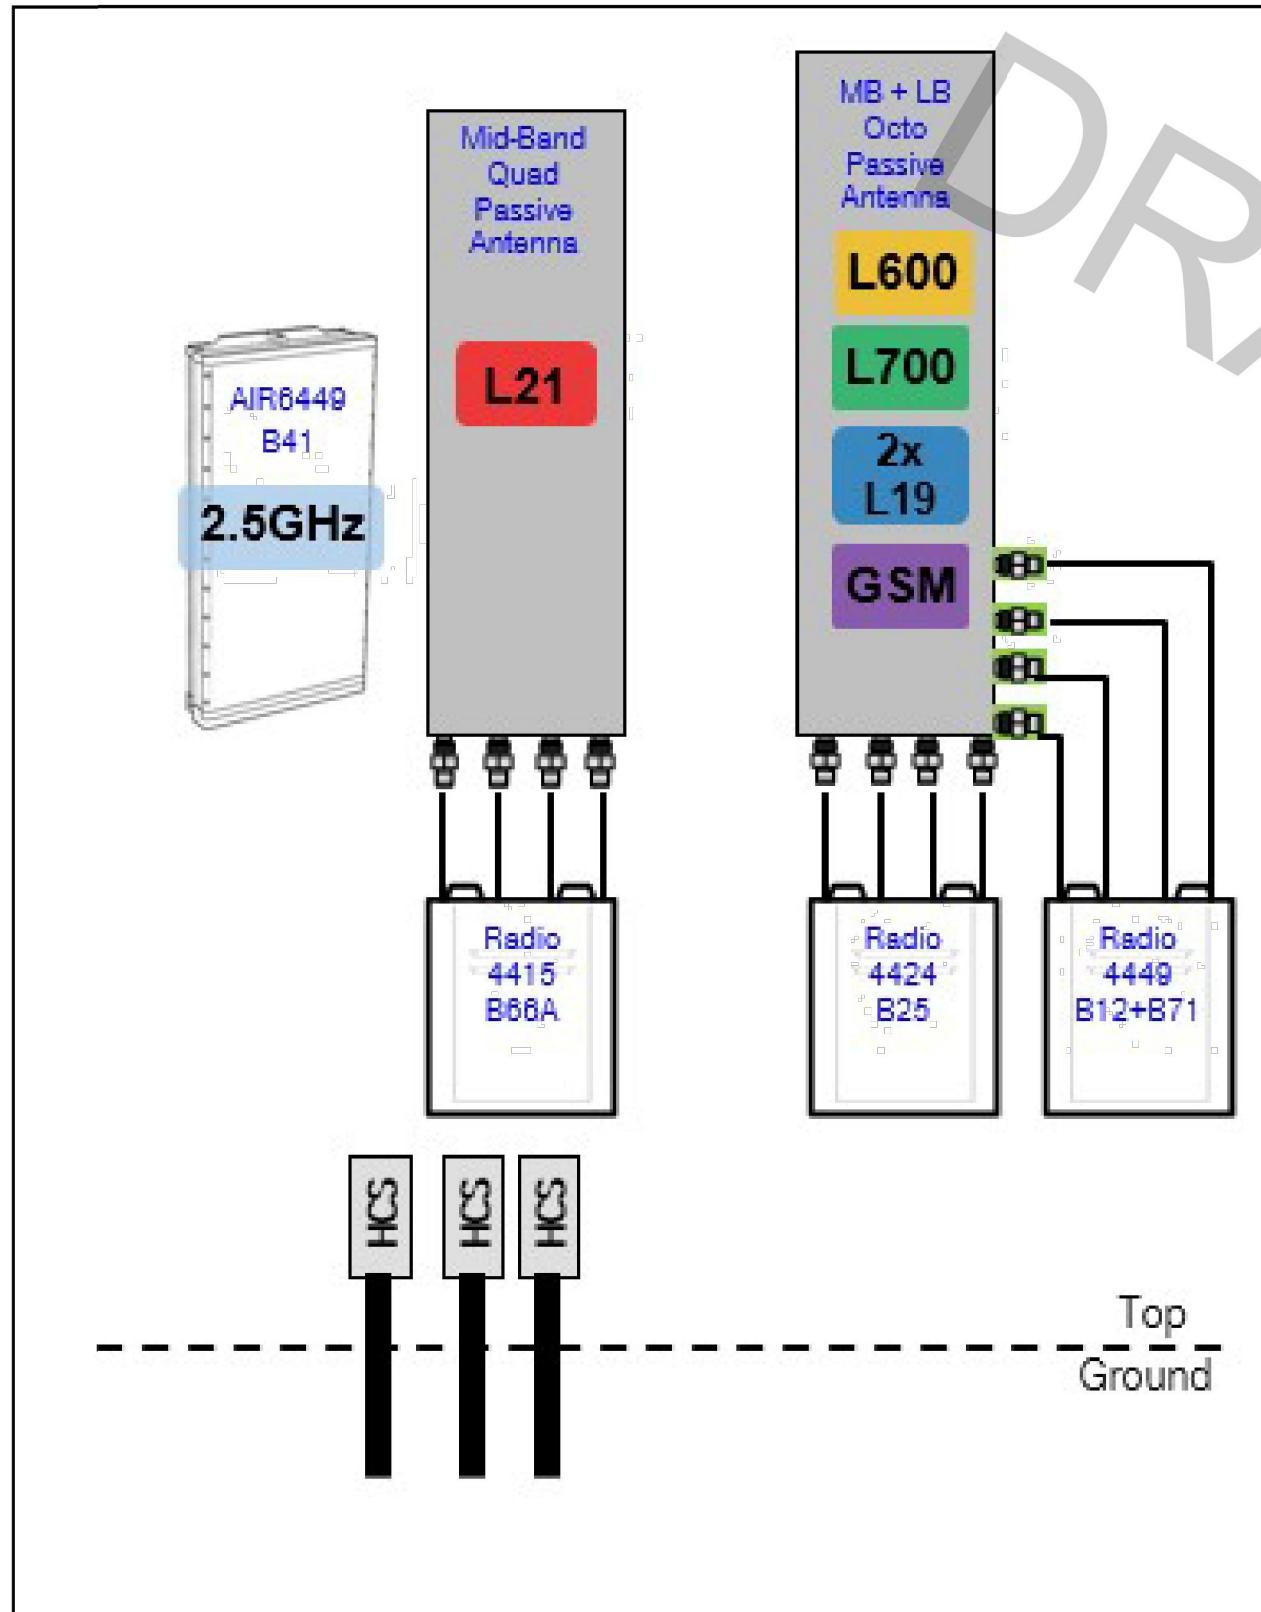 Mid-Band
Quad
Passive
Antenna
L21
MB + LB
Octo
Passive
Antenna
L600
L700
2x
L19
GSM
AIR6449
B41
2.5GHz
Radio
4415
B66A
Radio
4424
B25
Radio
4449
B12+B71
HCS
HCS
HCS
Top
Ground